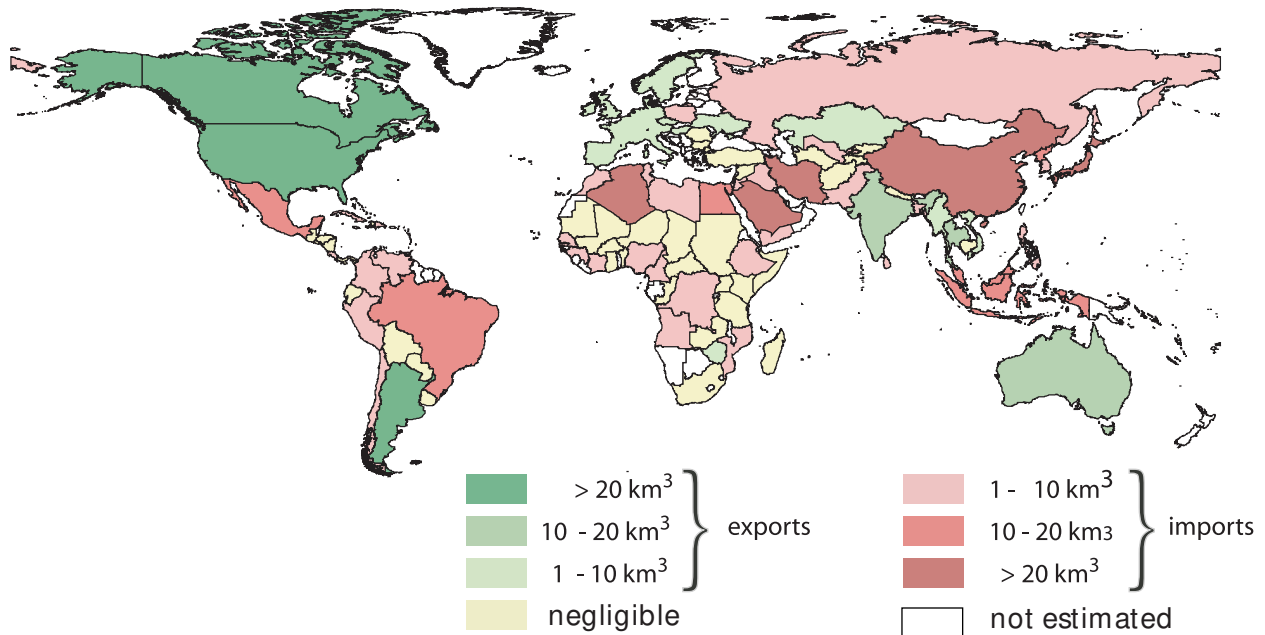 > 20 km³
10 - 20 km³
1 - 10 km³
exports
negligible
1 - 10 km³
10 - 20 km3
> 20 km³
imports
not estimated